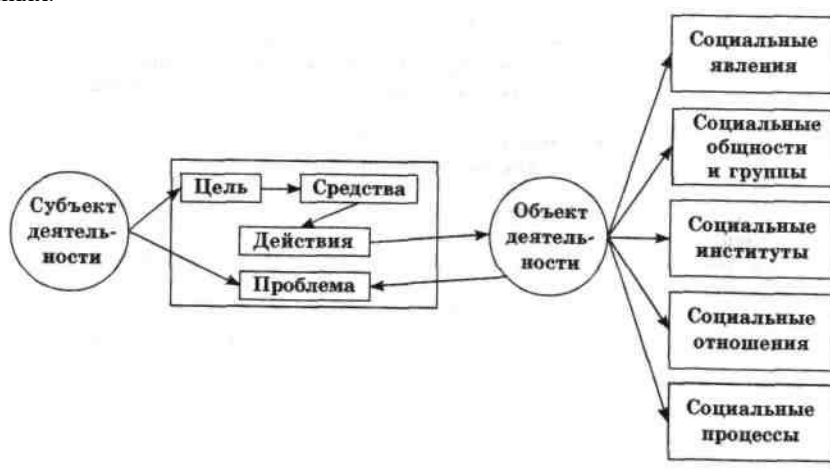 Социальные
явления
Социальные
общности
и группы
Цель
Средства
Субъект
деятель-
ности
Объект
деятель-
ности
Действия
Социальные
институты
Проблема
Социальные
отношения
Социальные
процессы